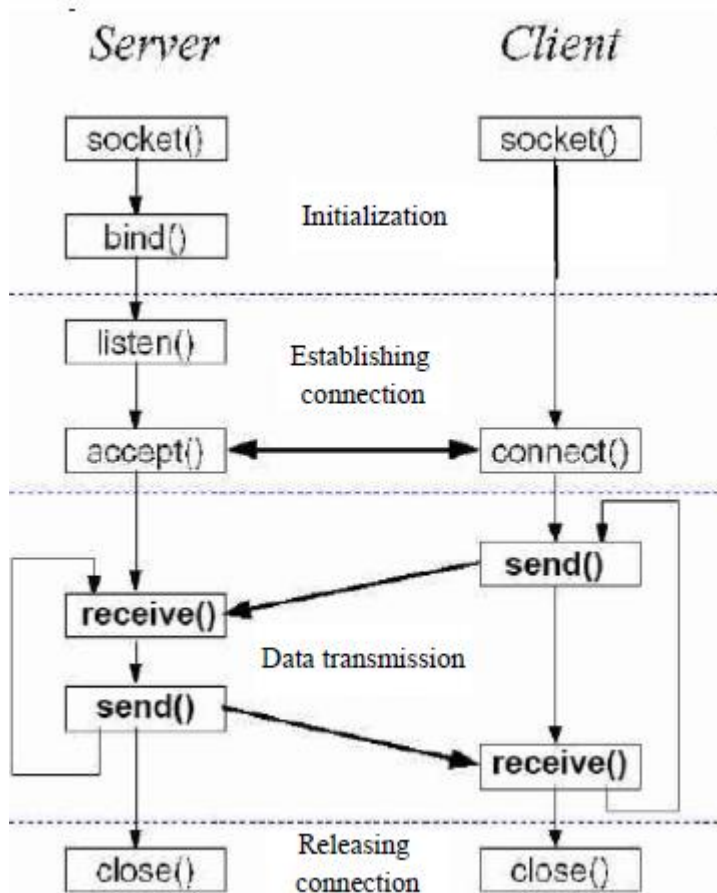 Server Client
socket() socket()
Initialization
bind()
listen()
Establishing
connection
accept() connect()
send()
receive()
Data transmission
send()
receive()
Releasing
close() close()
connection